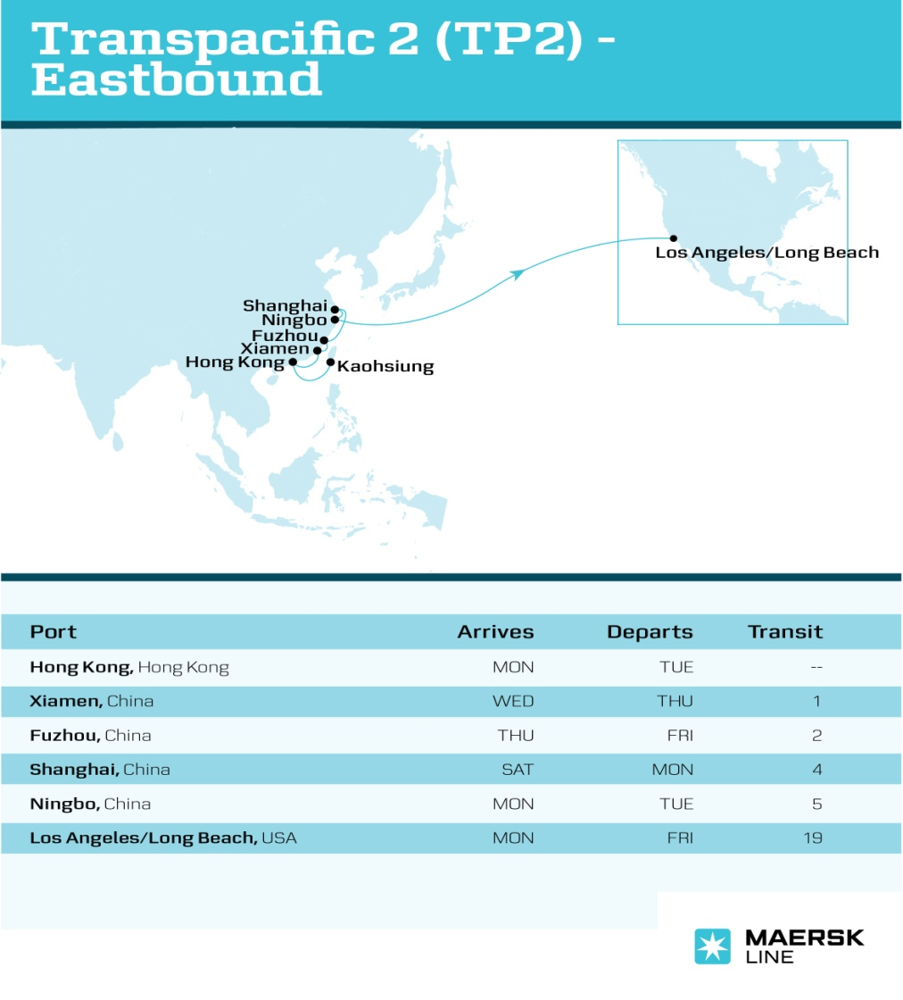 Transpacific 2 (TP2) -
Eastbound
Los Angeles/Long Beach
Shanghai
Ningbo
Fuzhou
Xiamen
Hong Kong
Kaohsiung
Port Arrives Departs Transit
Hong Kong, Hong Kong MON TUE --
Xiamen, China WED THU 1
Fuzhou, China THU FRI 2
Shanghai, China SAT MON 4
Ningbo, China MON TUE 5
Los Angeles/Long Beach, USA MON FRI 19
MAERSK
LINE